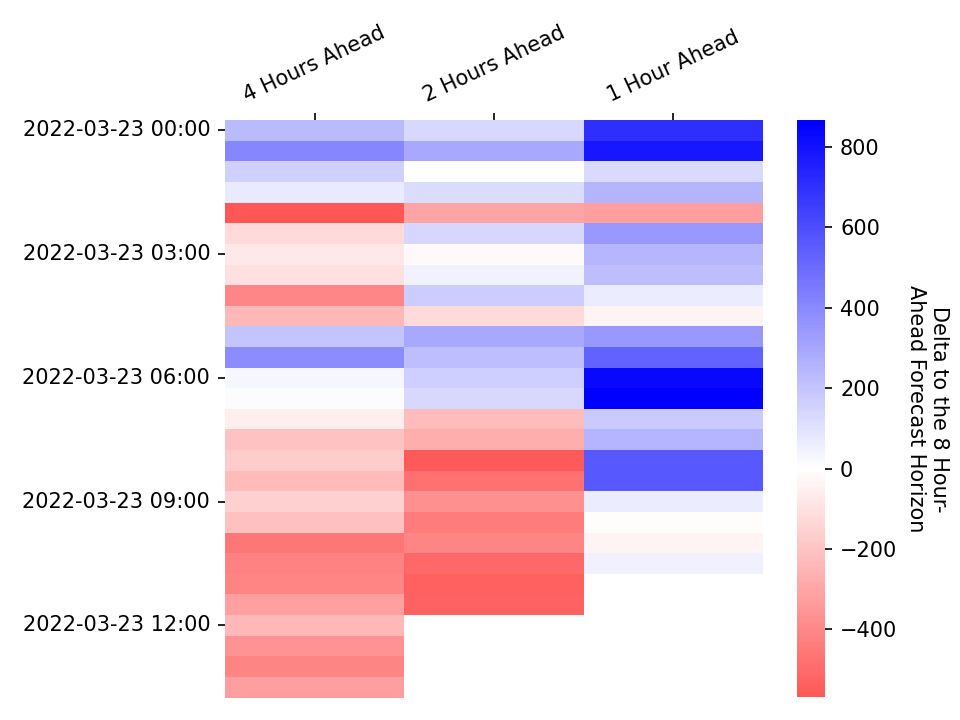 4 Hours Ahead
2 Hours Ahead
1 Hour Ahead
2022-03-23 00:00
2022-03-23 03:00
2022-03-23 06:00
2022-03-23 09:00
2022-03-23 12:00
800
600
400
200
0
−200
−400
Delta to the 8 Hour-
Ahead Forecast Horizon